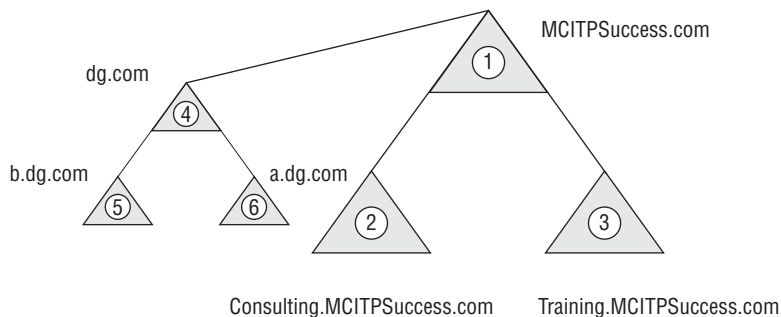 MCITPSuccess.com
1
dg.com
4
b.dg.com
a.dg.com
5
6
2
3
Consulting.MCITPSuccess.com
Training.MCITPSuccess.com